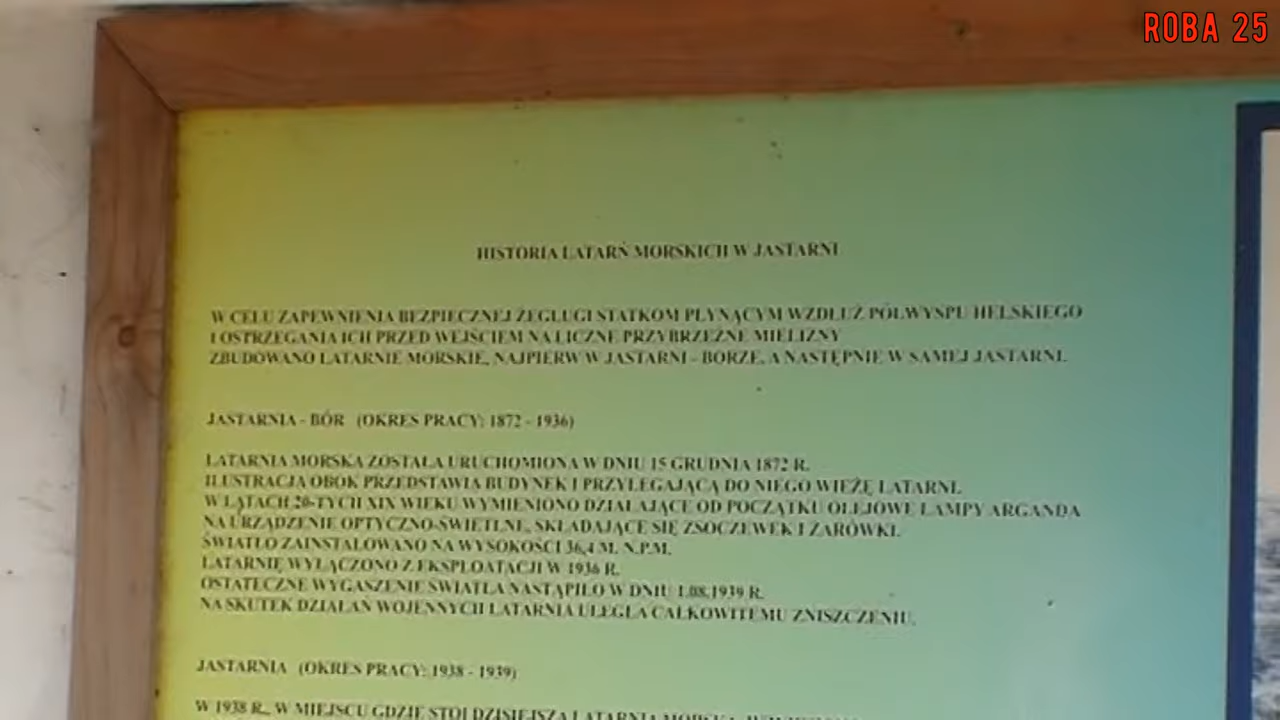 ROBA 25
HISTORIA LATARŃ MORSKICH W JASTARNI
W CELU ZAPEWNIENIA BEZPIECZNEJ ŻEGLUGI STATKOM PŁYNĄCYM WZDŁUŻ PÓŁWYSPU HELSKIEGO
I OSTRZEGANIA ICH PRZED WEJŚCIEM NA LICZNE PRZYBRZEŻNE MIELIZNY
ZBUDOWANO LATARNIE MORSKIE, NAJPIERW W JASTARNI - BORZE, A NASTĘPNIE W SAMEJ JASTARNI.
JASTARNIA - BÓR (OKRES PRACY: 1872 - 1936)
LATARNIA MORSKA ZOSTAŁA URUCHOMIONA W DNIU 15 GRUDNIA 1872 R.
ILUSTRACJA OBOK PRZEDSTAWIA BUDYNEK I PRZYLEGAJĄCĄ DO NIEGO WIEŻĘ LATARNI.
W LATACH 20-TYCH XIX WIEKU WYMIENIONO DZIAŁAJĄCE OD POCZĄTKU OLEJOWE LAMPY ARGANDA
NA URZĄDZENIE OPTYCZNO-ŚWIETLNE, SKŁADAJĄCE SIĘ ZSOCZEWEK I ŻARÓWKI.
ŚWIATŁO ZAINSTALOWANO NA WYSOKOŚCI 36,4 M. N.P.M.
LATARNIĘ WYŁĄCZONO Z EKSPLOATACJI W 1936 R.
OSTATECZNE WYGASZENIE ŚWIATŁA NASTĄPIŁO W DNIU 1.08.1939 R.
NA SKUTEK DZIAŁAŃ WOJENNYCH LATARNIA ULEGŁA CAŁKOWITEMU ZNISZCZENIU.
JASTARNIA (OKRES PRACY: 1938 - 1939)
W 1938 R., W MIEJSCU GDZIE STOI DZISIEJSZA LATARNIA MORSKA,